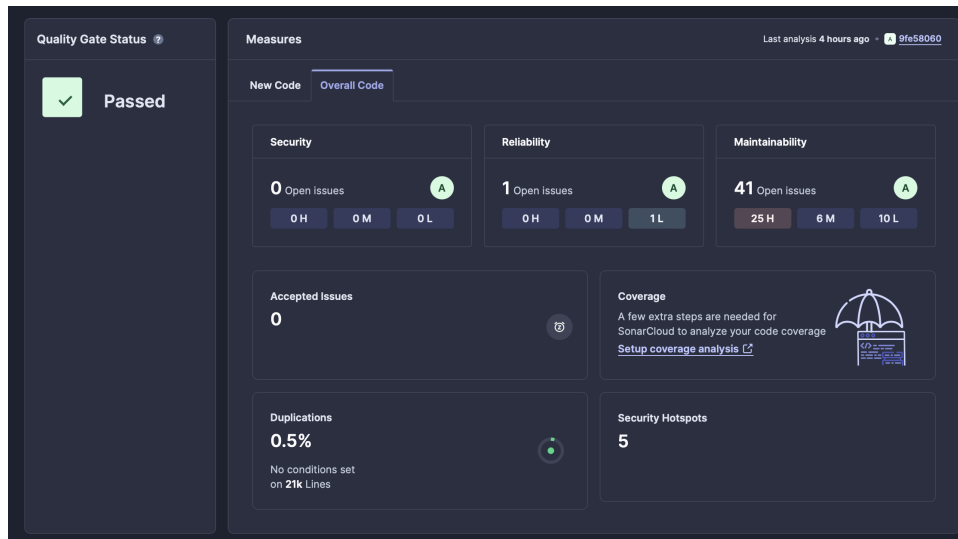 Quality Gate Status ?
Passed
Measures
Last analysis 4 hours ago • A 9fe58060
New Code Overall Code
Security
0 Open issues A
0 H 0 M 0 L
Reliability
1 Open issues A
0 H 0 M 1 L
Maintainability
41 Open issues A
25 H 6 M 10 L
Accepted Issues
0
Coverage
A few extra steps are needed for
SonarCloud to analyze your code coverage
Setup coverage analysis
</>
Duplications
0.5%
No conditions set
on 21k Lines
Security Hotspots
5